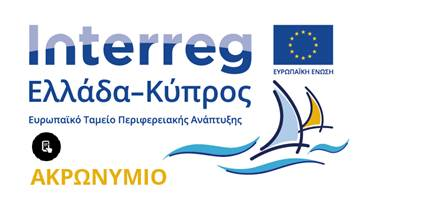 Interreg
ΕΥΡΩΠΑΪΚΗ ΕΝΩΣΗ
Ελλάδα–Κύπρος
Ευρωπαϊκό Ταμείο Περιφερειακής Ανάπτυξης
ΑΚΡΩΝΥΜΙΟ